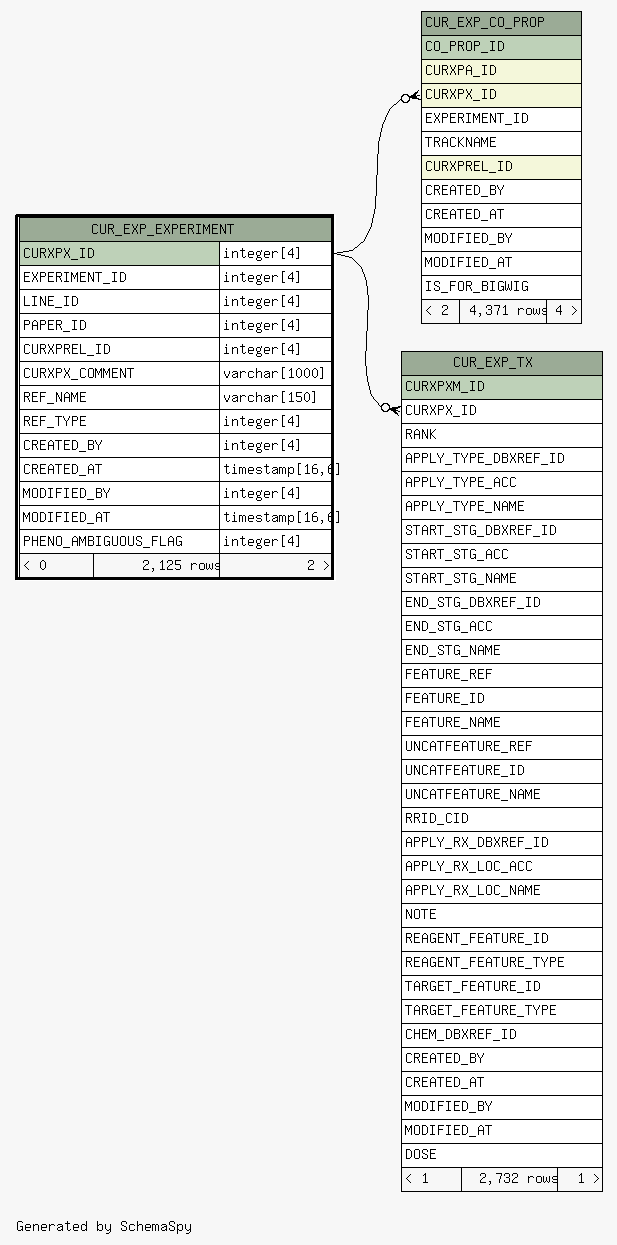 CUR_EXP_CO_PROP
CO_PROP_ID
CURXPA_ID
CURXPX_ID
EXPERIMENT_ID
TRACKNAME
CURXPREL_ID
CREATED_BY
CREATED_AT
MODIFIED_BY
MODIFIED_AT
IS_FOR_BIGWIG
< 2 4,371 rows 4 >
CUR_EXP_EXPERIMENT
CURXPX_ID integer[4]
EXPERIMENT_ID integer[4]
LINE_ID integer[4]
PAPER_ID integer[4]
CURXPREL_ID integer[4]
CURXPX_COMMENT varchar[1000]
REF_NAME varchar[150]
REF_TYPE integer[4]
CREATED_BY integer[4]
CREATED_AT timestamp[16,6]
MODIFIED_BY integer[4]
MODIFIED_AT timestamp[16,6]
PHENO_AMBIGUOUS_FLAG integer[4]
< 0 2,125 rows 2 >
CUR_EXP_TX
CURXPXM_ID
CURXPX_ID
RANK
APPLY_TYPE_DBXREF_ID
APPLY_TYPE_ACC
APPLY_TYPE_NAME
START_STG_DBXREF_ID
START_STG_ACC
START_STG_NAME
END_STG_DBXREF_ID
END_STG_ACC
END_STG_NAME
FEATURE_REF
FEATURE_ID
FEATURE_NAME
UNCATFEATURE_REF
UNCATFEATURE_ID
UNCATFEATURE_NAME
RRID_CID
APPLY_RX_DBXREF_ID
APPLY_RX_LOC_ACC
APPLY_RX_LOC_NAME
NOTE
REAGENT_FEATURE_ID
REAGENT_FEATURE_TYPE
TARGET_FEATURE_ID
TARGET_FEATURE_TYPE
CHEM_DBXREF_ID
CREATED_BY
CREATED_AT
MODIFIED_BY
MODIFIED_AT
DOSE
< 1 2,732 rows 1 >
Generated by SchemaSpy